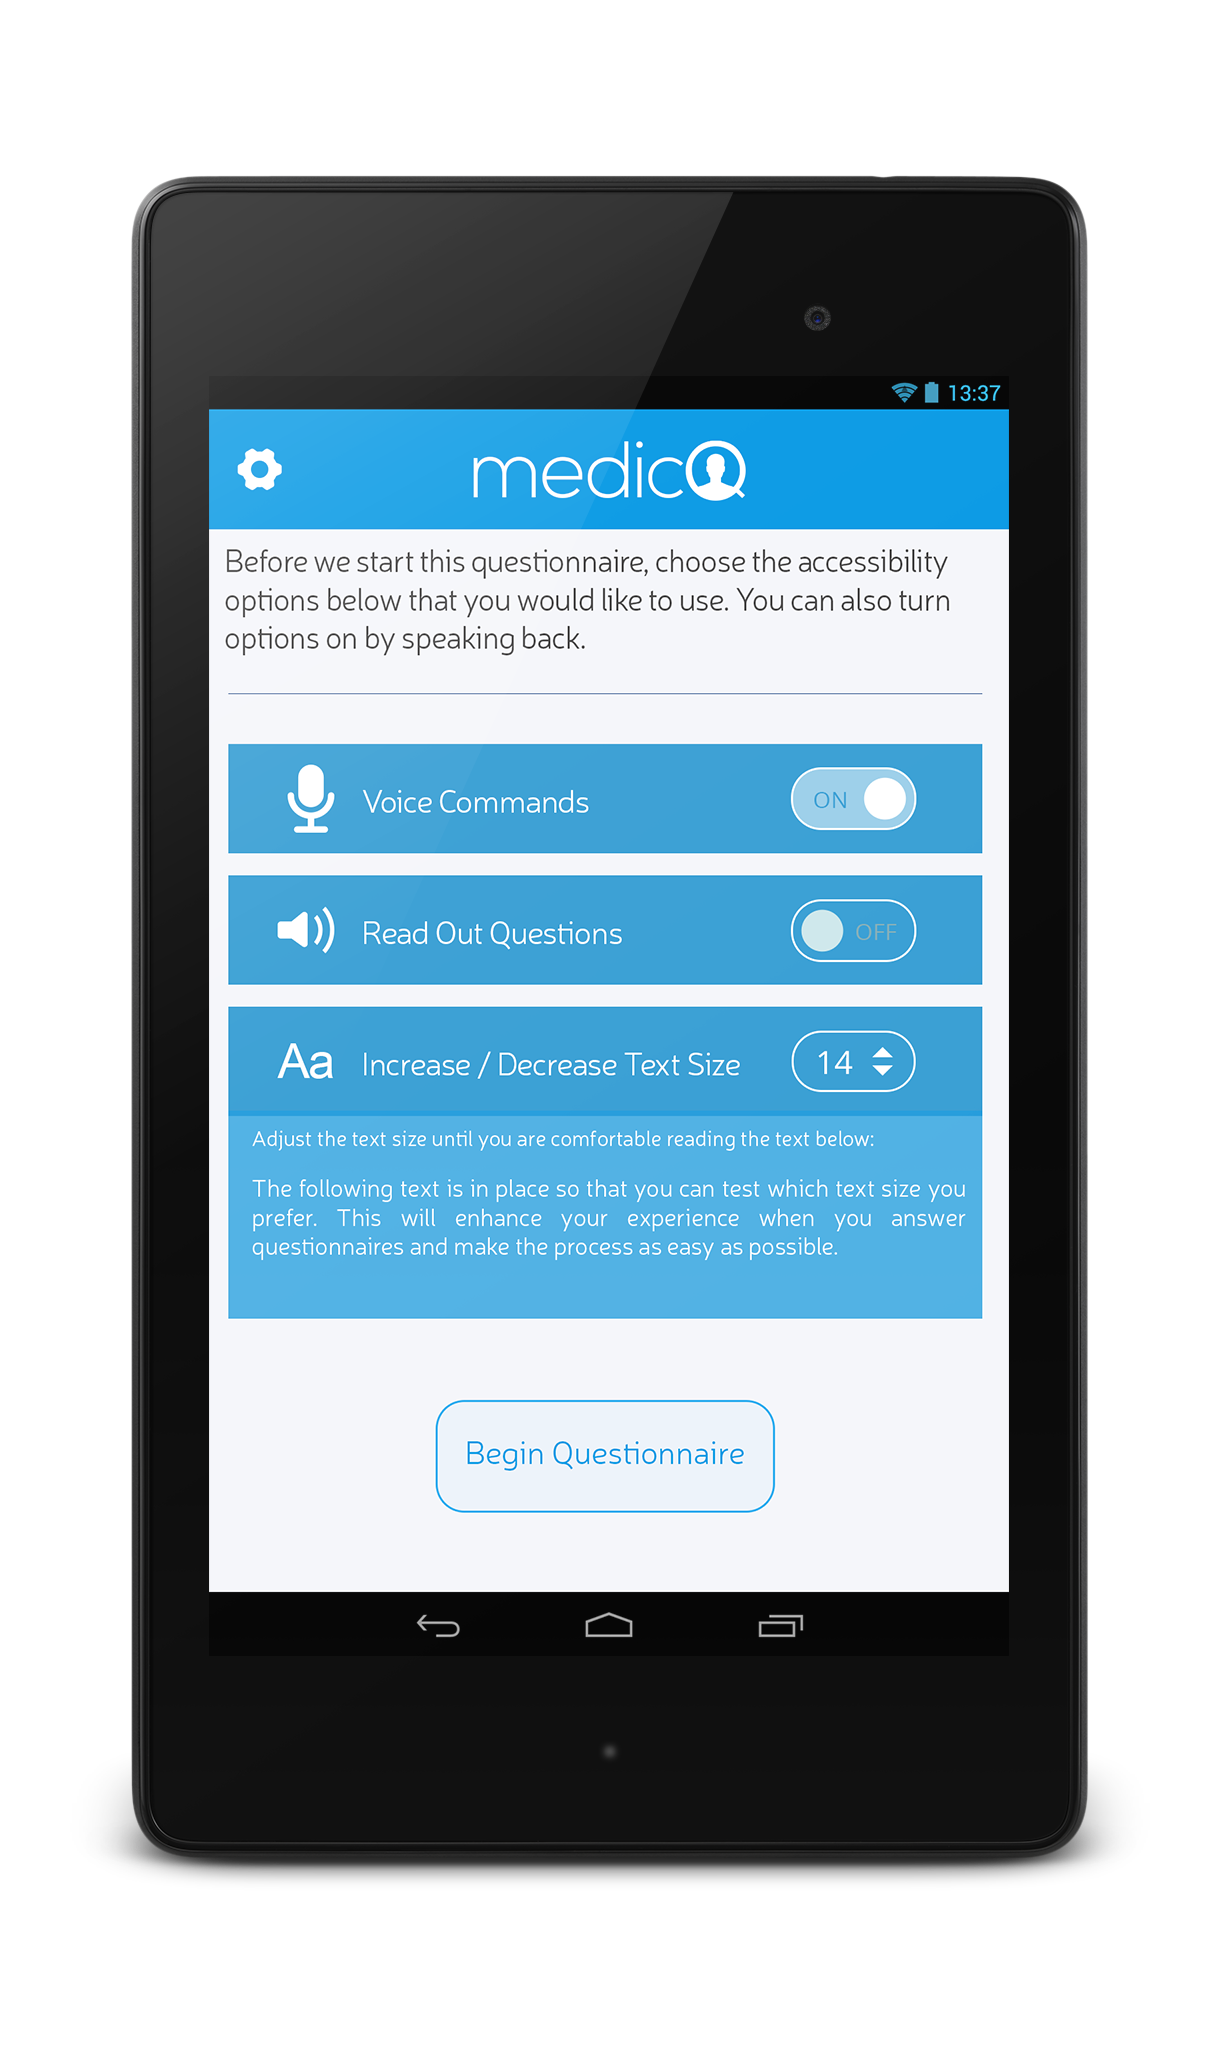 13:37
medicQ
Before we start this questionnaire, choose the accessibility
options below that you would like to use. You can also turn
options on by speaking back.
Voice Commands ON
Read Out Questions OFF
Aa Increase / Decrease Text Size 14
Adjust the text size until you are comfortable reading the text below:
The following text is in place so that you can test which text size you
prefer. This will enhance your experience when you answer
questionnaires and make the process as easy as possible.
Begin Questionnaire